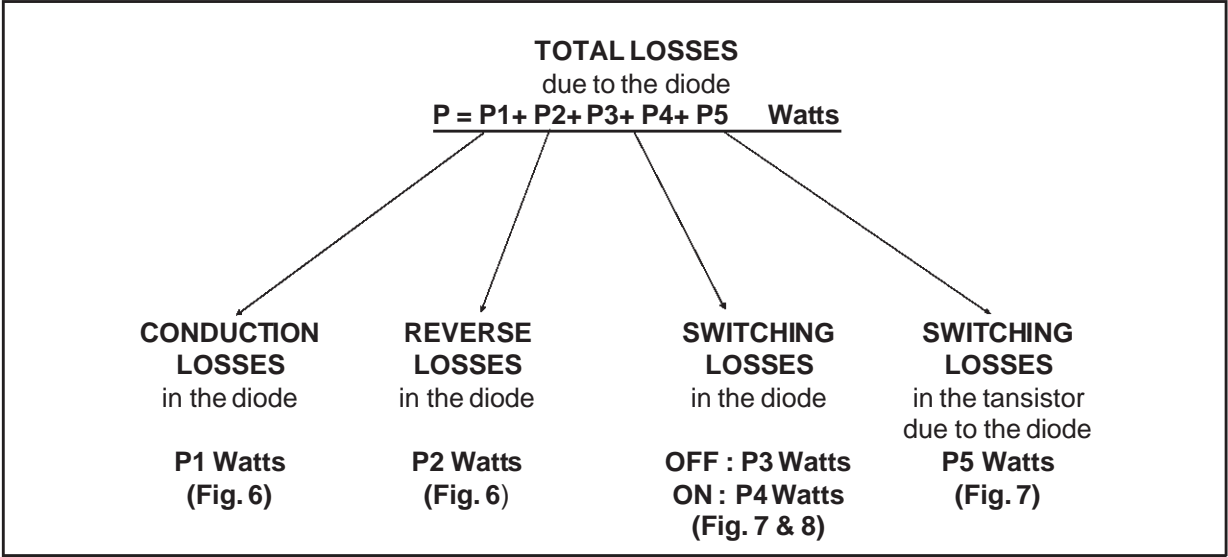 TOTAL LOSSES
due to the diode
P = P1+ P2+ P3+ P4+ P5 Watts
CONDUCTION
LOSSES
in the diode
P1 Watts
(Fig. 6)
REVERSE
LOSSES
in the diode
P2 Watts
(Fig. 6)
SWITCHING
LOSSES
in the diode
OFF : P3 Watts
ON : P4 Watts
(Fig. 7 & 8)
SWITCHING
LOSSES
in the tansistor
due to the diode
P5 Watts
(Fig. 7)